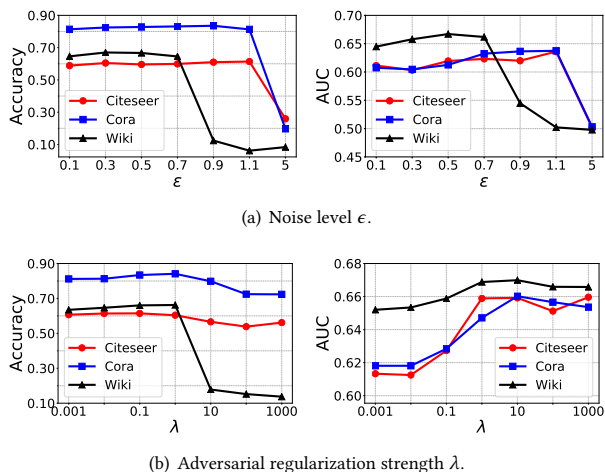 0.90
0.70
0.50
0.30
0.10
Accuracy
Citeseer
Cora
Wiki
0.1 0.3 0.5 0.7 0.9 1.1 5
ε
0.70
0.65
0.60
0.55
0.50
0.45
AUC
Citeseer
Cora
Wiki
0.1 0.3 0.5 0.7 0.9 1.1 5
ε
(a) Noise level ϵ.
0.90
0.70
0.50
0.30
0.10
Accuracy
Citeseer
Cora
Wiki
0.001 0.1 10 1000
λ
0.68
0.66
0.64
0.62
0.60
AUC
Citeseer
Cora
Wiki
0.001 0.1 10 1000
λ
(b) Adversarial regularization strength λ.